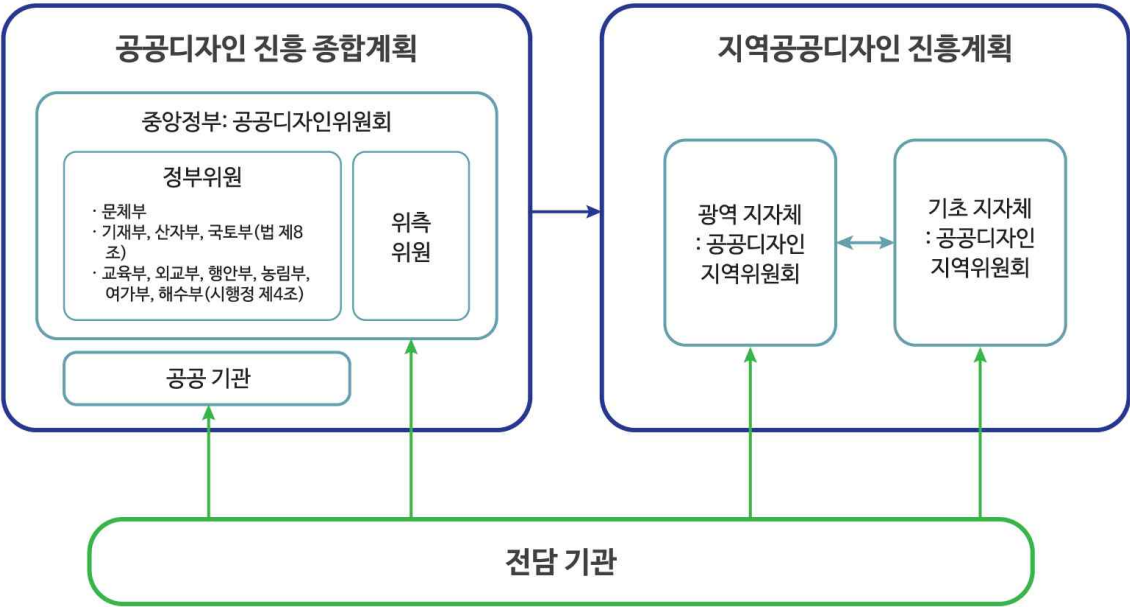 공공디자인 진흥 종합계획
중앙정부: 공공디자인위원회
정부위원
· 문체부
· 기재부, 산자부, 국토부(법 제8
조)
· 교육부, 외교부, 행안부, 농림부,
여가부, 해수부(시행정 제4조)
위측
위원
공공 기관
지역공공디자인 진흥계획
광역 지자체
: 공공디자인
지역위원회
기초 지자체
: 공공디자인
지역위원회
전담 기관